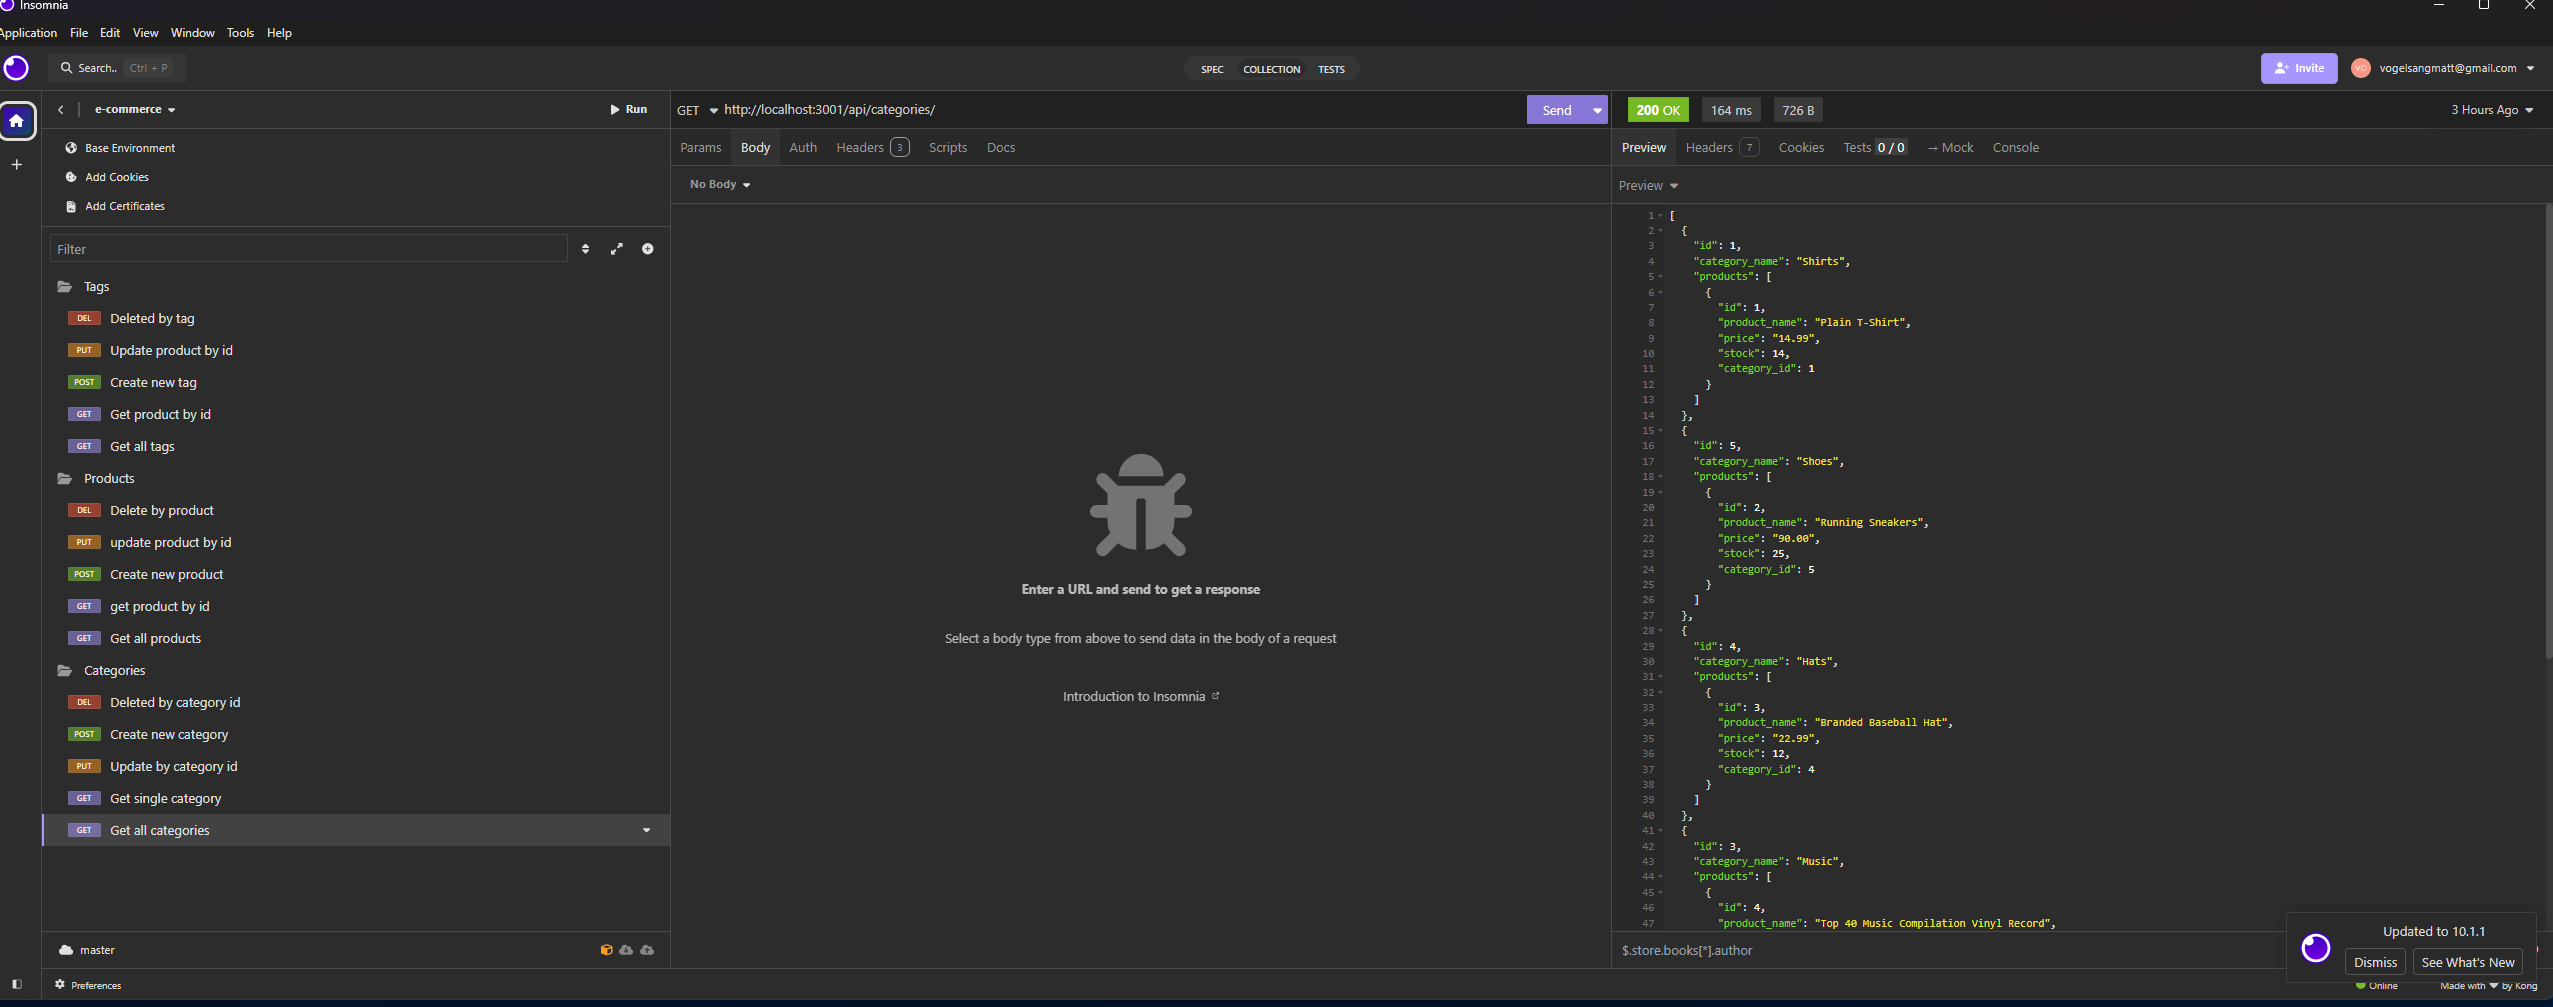 Insomnia
Application File Edit View Window Tools Help
Search.. Ctrl + P
SPEC COLLECTION TESTS
Invite
VO vogelsangmatt@gmail.com
e-commerce
Run
Base Environment
Add Cookies
Add Certificates
Filter
Tags
DEL Deleted by tag
PUT Update product by id
POST Create new tag
GET Get product by id
GET Get all tags
Products
DEL Delete by product
PUT update product by id
POST Create new product
GET get product by id
GET Get all products
Categories
DEL Deleted by category id
POST Create new category
PUT Update by category id
GET Get single category
GET Get all categories
master
Preferences
GET http://localhost:3001/api/categories/
Send
Params Body Auth Headers 3 Scripts Docs
No Body
Enter a URL and send to get a response
Select a body type from above to send data in the body of a request
Introduction to Insomnia
200 OK 164 ms 726 B
3 Hours Ago
Preview Headers 7 Cookies Tests 0 / 0 → Mock Console
Preview
1 [
2 {
3 "id": 1,
4 "category_name": "Shirts",
5 "products": [
6 {
7 "id": 1,
8 "product_name": "Plain T-Shirt",
9 "price": "14.99",
10 "stock": 14,
11 "category_id": 1
12 }
13 ]
14 },
15 {
16 "id": 5,
17 "category_name": "Shoes",
18 "products": [
19 {
20 "id": 2,
21 "product_name": "Running Sneakers",
22 "price": "90.00",
23 "stock": 25,
24 "category_id": 5
25 }
26 ]
27 },
28 {
29 "id": 4,
30 "category_name": "Hats",
31 "products": [
32 {
33 "id": 3,
34 "product_name": "Branded Baseball Hat",
35 "price": "22.99",
36 "stock": 12,
37 "category_id": 4
38 }
39 ]
40 },
41 {
42 "id": 3,
43 "category_name": "Music",
44 "products": [
45 {
46 "id": 4,
47 "product_name": "Top 40 Music Compilation Vinyl Record",
$.store.books[*].author
Updated to 10.1.1
Dismiss See What's New
Online
Made with ❤ by Kong